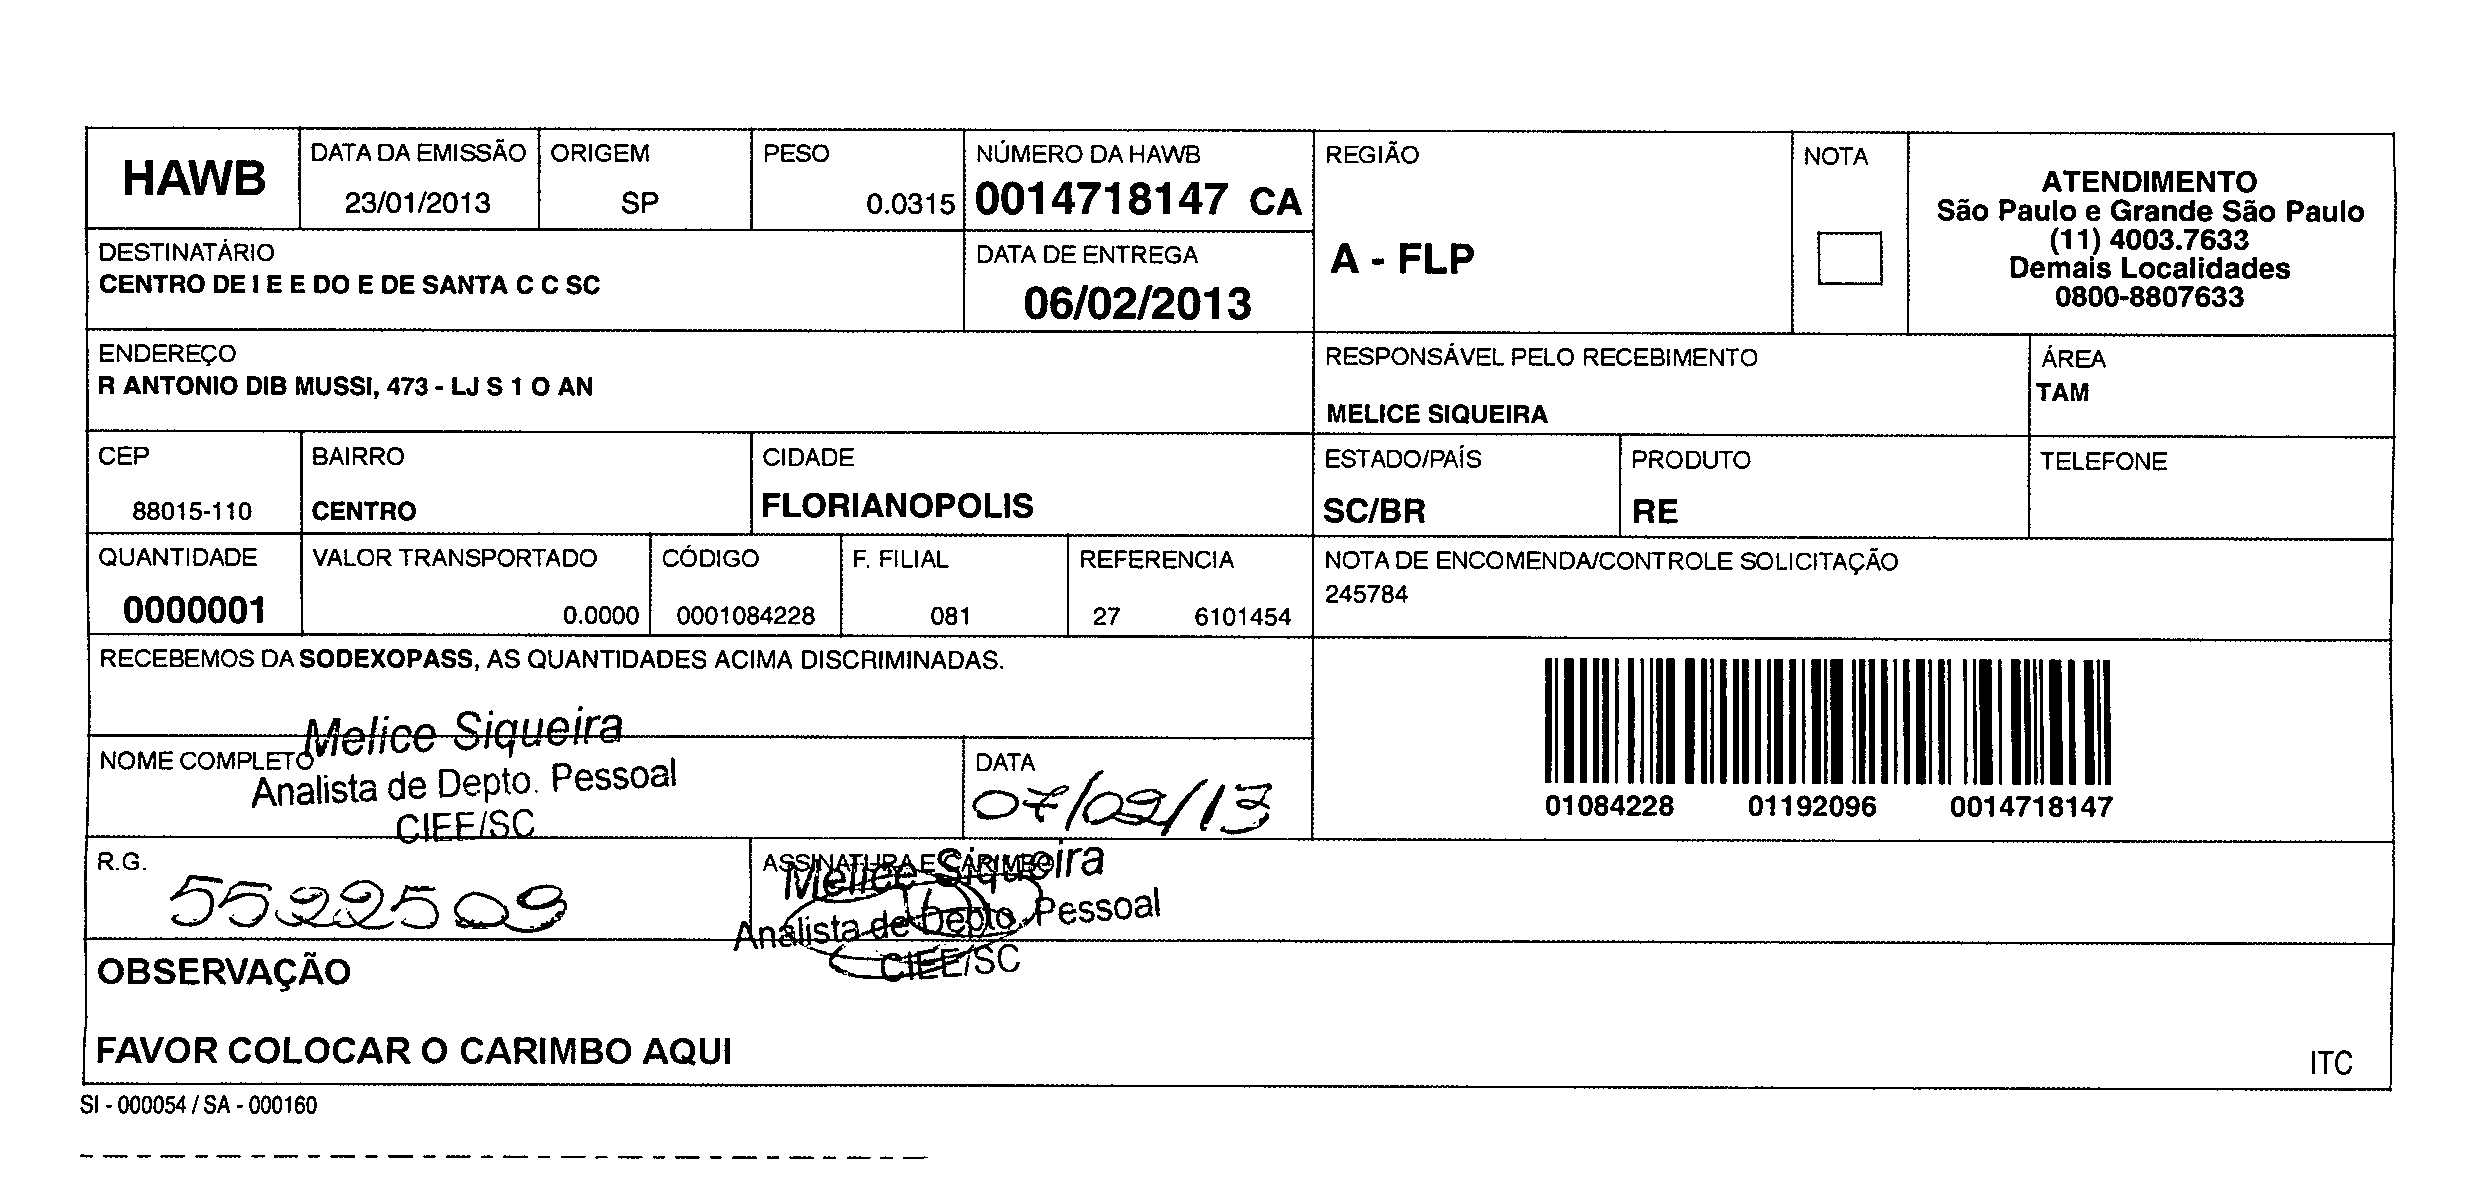 HAWB
DATA DA EMISSÃO
23/01/2013
ORIGEM
SP
PESO
0.0315
NÚMERO DA HAWB
0014718147 CA
REGIÃO
A - FLP
NOTA
ATENDIMENTO
São Paulo e Grande São Paulo
(11) 4003.7633
Demais Localidades
0800-8807633
DESTINATÁRIO
CENTRO DE I E E DO E DE SANTA C C SC
DATA DE ENTREGA
06/02/2013
ENDEREÇO
R ANTONIO DIB MUSSI, 473 - LJ S 1 O AN
RESPONSÁVEL PELO RECEBIMENTO
MELICE SIQUEIRA
ÁREA
TAM
CEP
88015-110
BAIRRO
CENTRO
CIDADE
FLORIANOPOLIS
ESTADO/PAÍS
SC/BR
PRODUTO
RE
TELEFONE
QUANTIDADE
0000001
VALOR TRANSPORTADO
0.0000
CÓDIGO
0001084228
F. FILIAL
081
REFERENCIA
27 6101454
NOTA DE ENCOMENDA/CONTROLE SOLICITAÇÃO
245784
RECEBEMOS DA SODEXOPASS, AS QUANTIDADES ACIMA DISCRIMINADAS.
01084228 01192096 0014718147
NOME COMPLETO
Melice Siqueira
Analista de Depto. Pessoal
CIEE/SC
DATA
07/02/13
R.G.
5522509
ASSINATURA E CARIMBO
Melice Siqueira
Analista de Depto. Pessoal
CIEE/SC
OBSERVAÇÃO
FAVOR COLOCAR O CARIMBO AQUI
ITC
SI - 000054 / SA - 000160